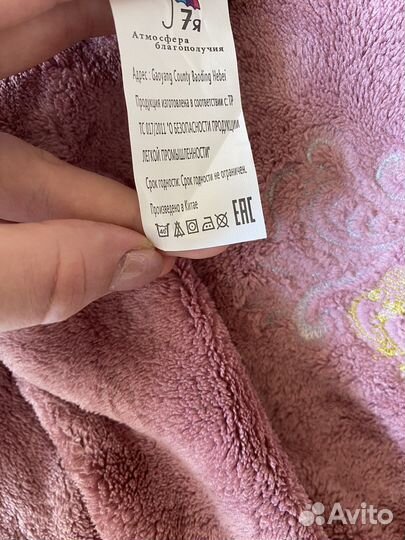 7я
Атмосфера
благополучия
Адрес : Gaoyang County Baoding Hebei
Продукция изготовлена в соответствии с: ТР
ТС 017/2011 "О БЕЗОПАСНОСТИ ПРОДУКЦИИ
ЛЕГКОЙ ПРОМЫШЛЕННОСТИ"
Срок годности: Срок годности не ограничен.
Произведено в Китае
40
EAC
Avito